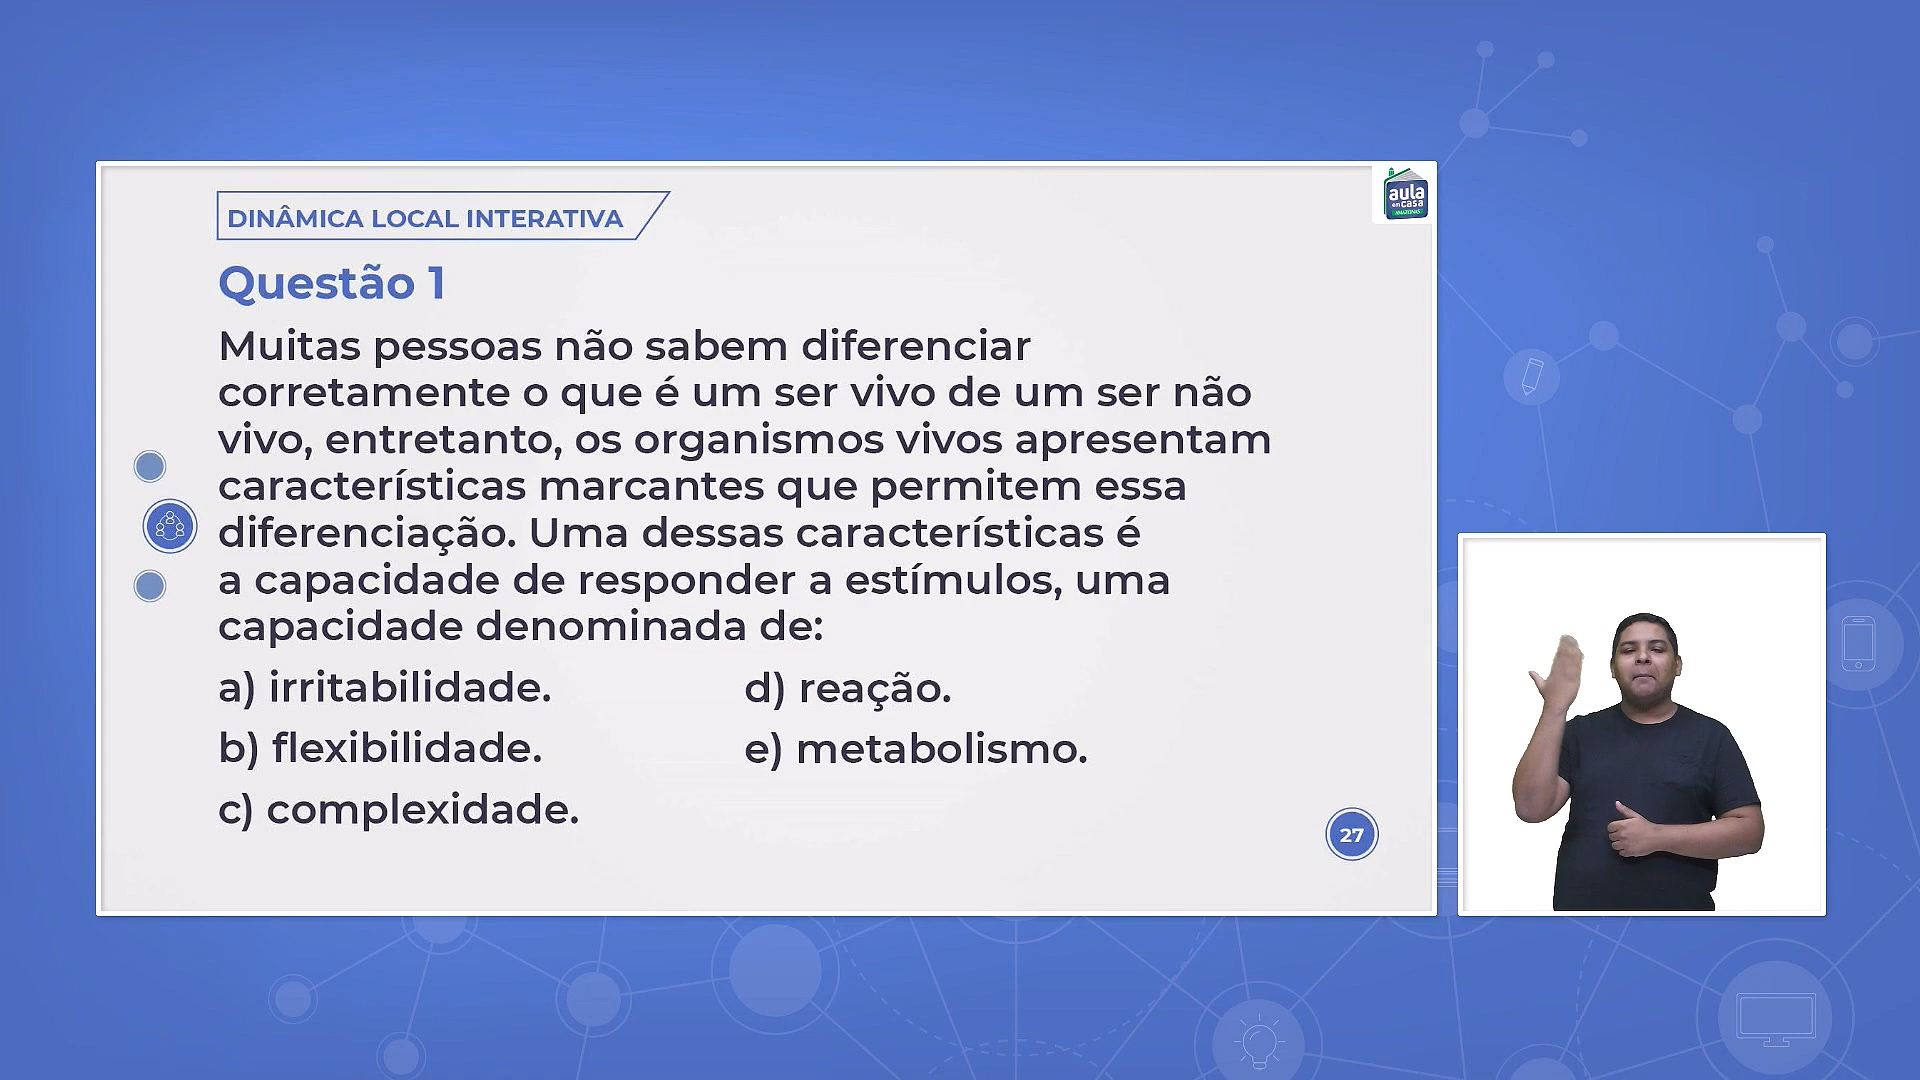 aula
em casa
AMAZONAS
DINÂMICA LOCAL INTERATIVA
Questão 1
Muitas pessoas não sabem diferenciar
corretamente o que é um ser vivo de um ser não
vivo, entretanto, os organismos vivos apresentam
características marcantes que permitem essa
diferenciação. Uma dessas características é
a capacidade de responder a estímulos, uma
capacidade denominada de:
a) irritabilidade.
b) flexibilidade.
c) complexidade.
d) reação.
e) metabolismo.
27